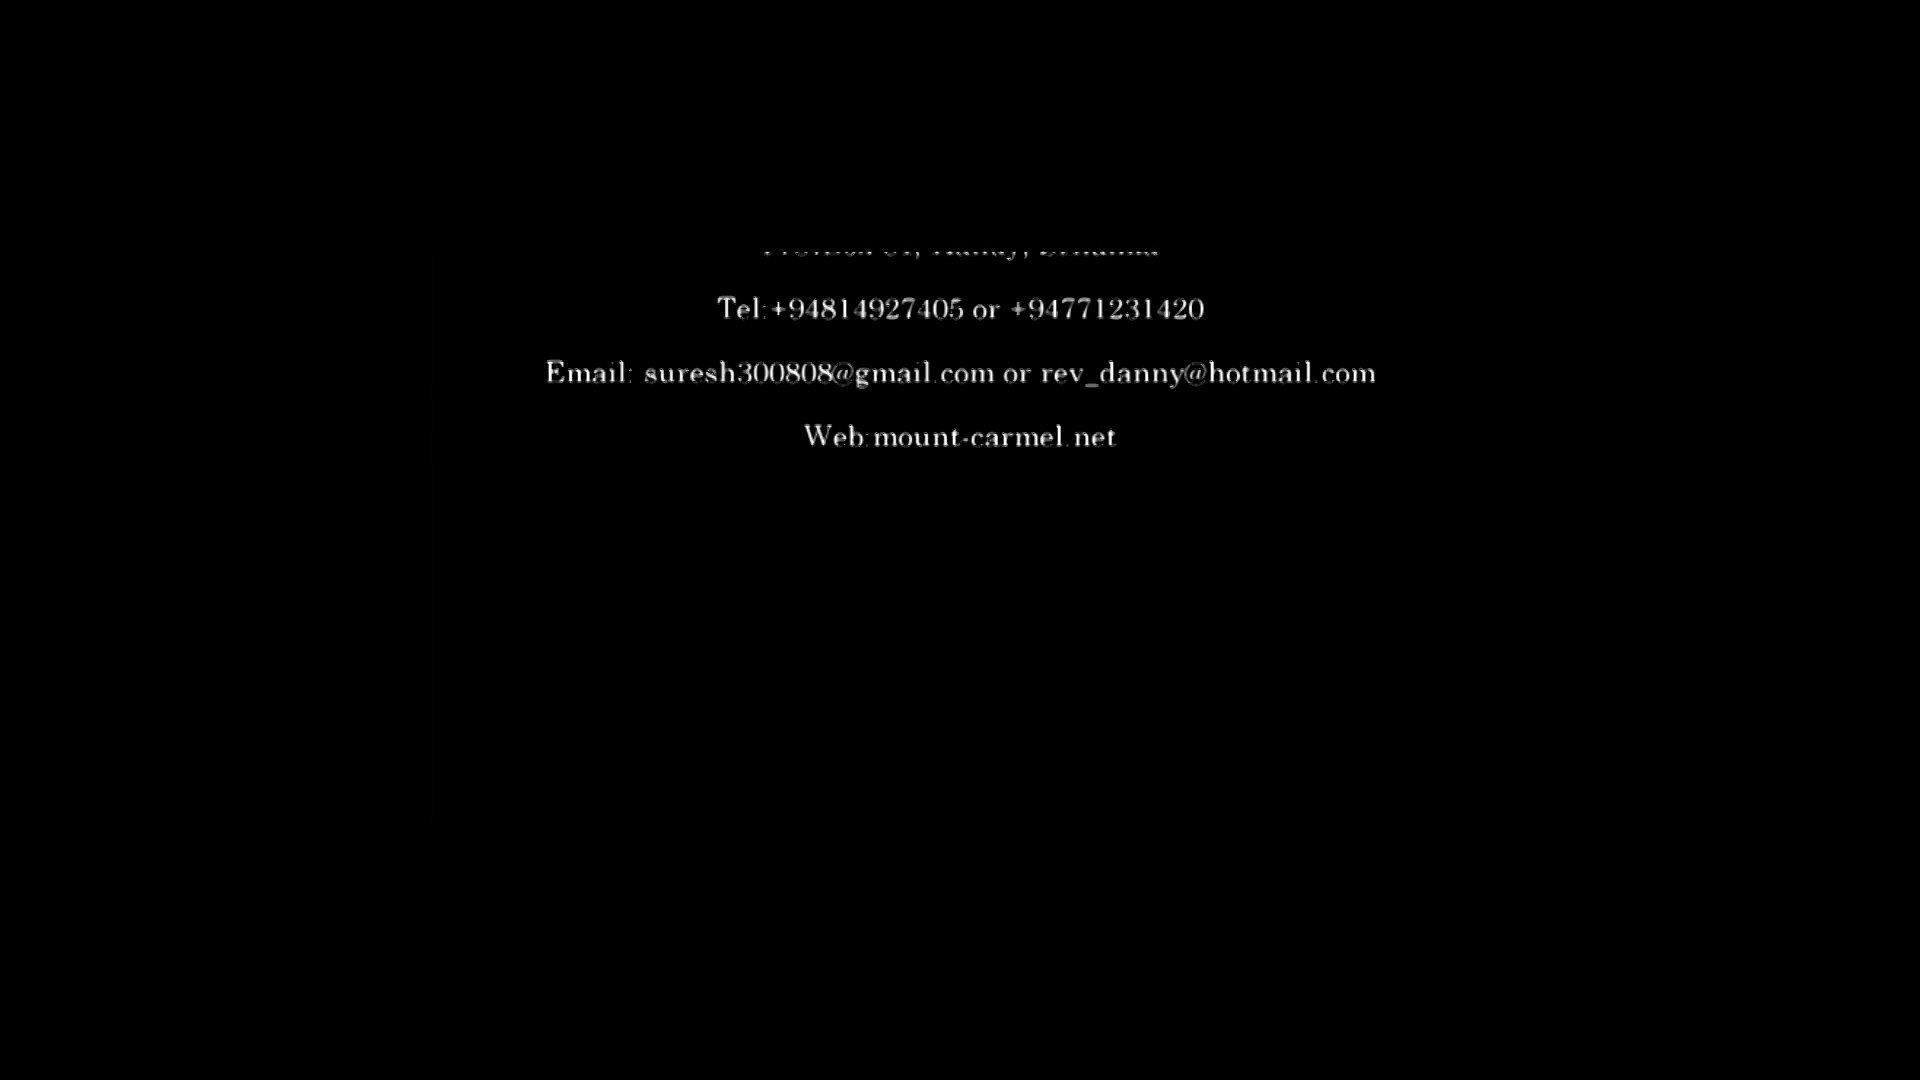 Tel:+94814927405 or +94771231420
Email: suresh300808@gmail.com or rev_danny@hotmail.com
Web:mount-carmel.net